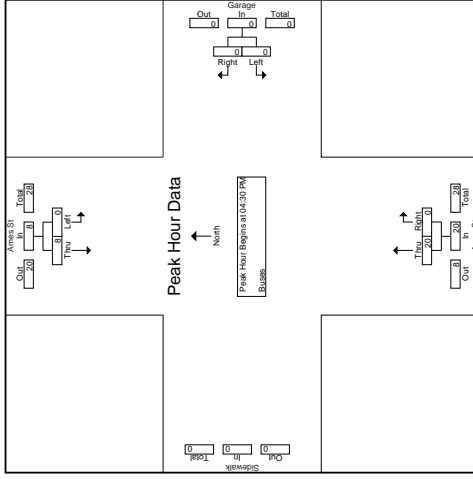 Garage
Out In Total
0 0 0
0 0
Right Left
Ames St
Out In Total
20 8 28
8 0
Thru Left
Peak Hour Data
North
Peak Hour Begins at 04:30 PM
Buses
Thru Right
20 0
8 20 28
Out In Total
0 0 0
Total In Out
Sidewalk